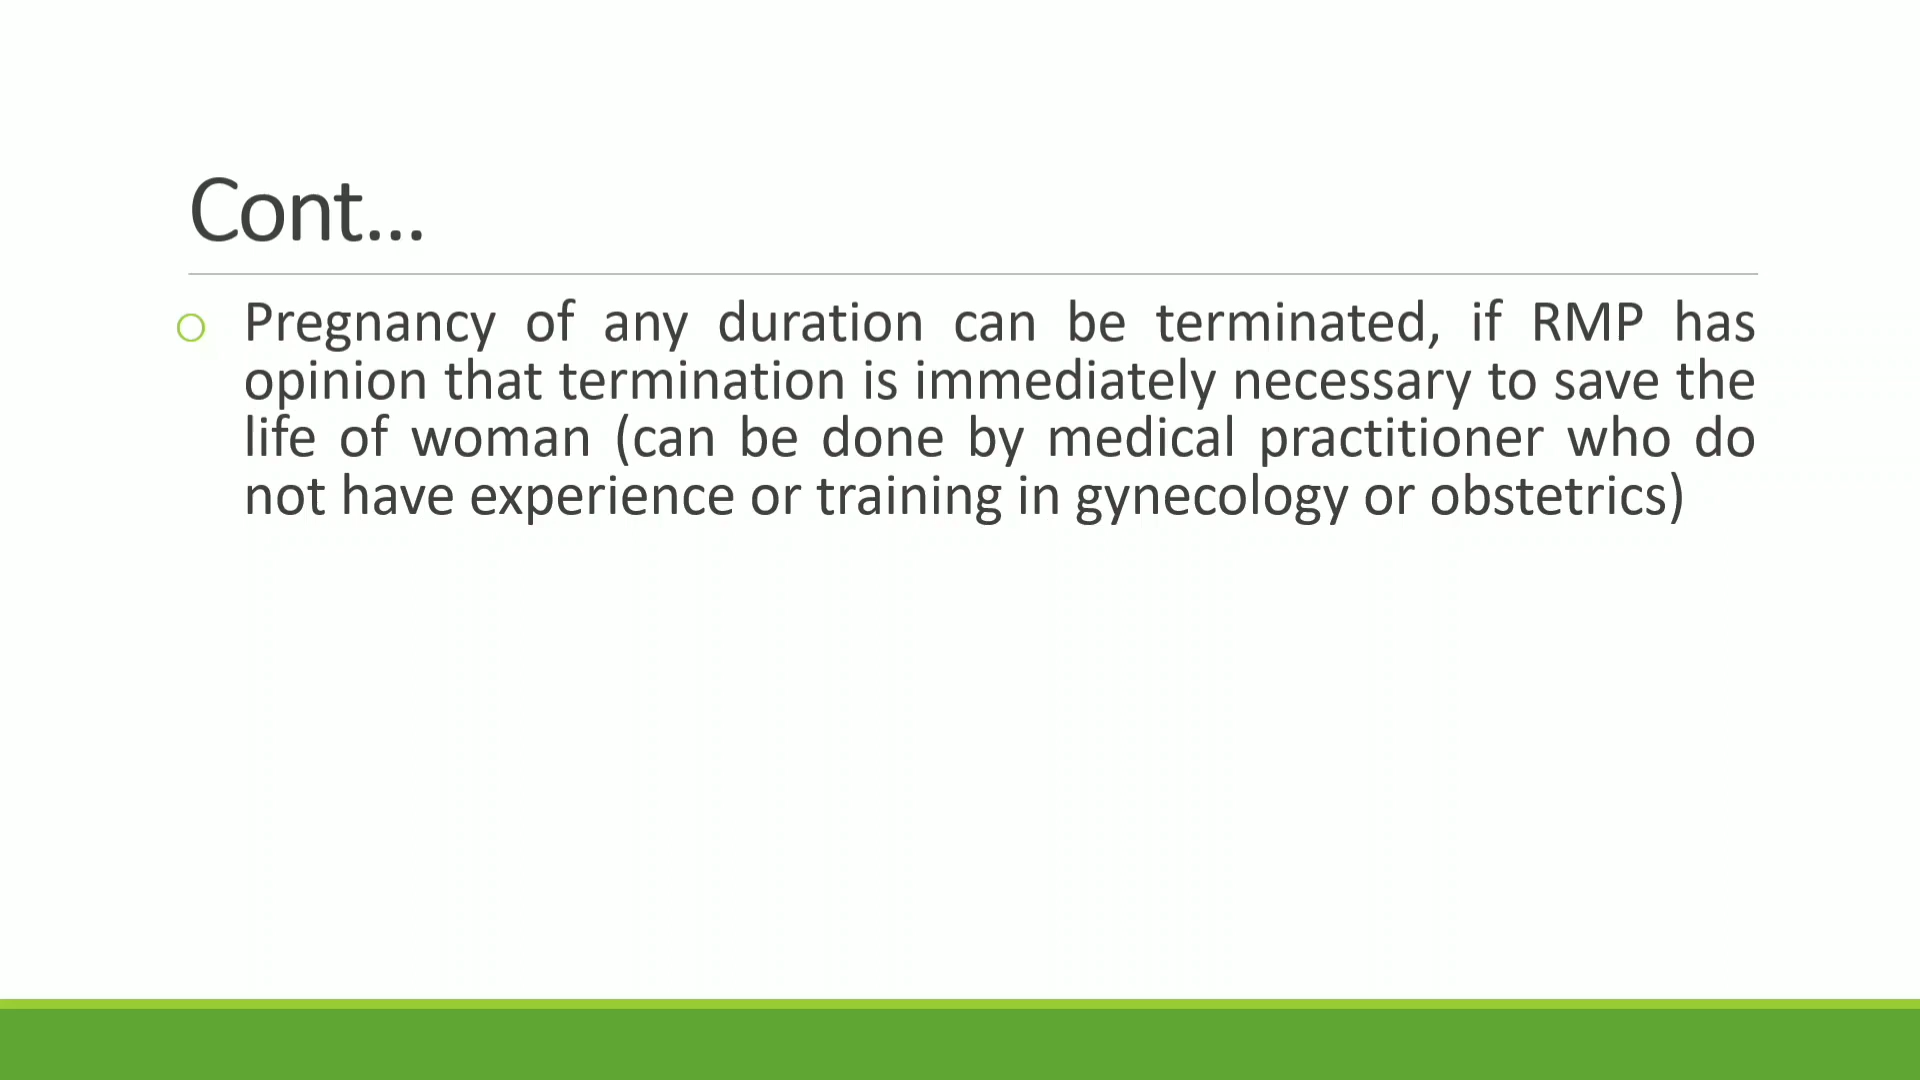 Cont...
Pregnancy of any duration can be terminated, if RMP has
opinion that termination is immediately necessary to save the
life of woman (can be done by medical practitioner who do
not have experience or training in gynecology or obstetrics)